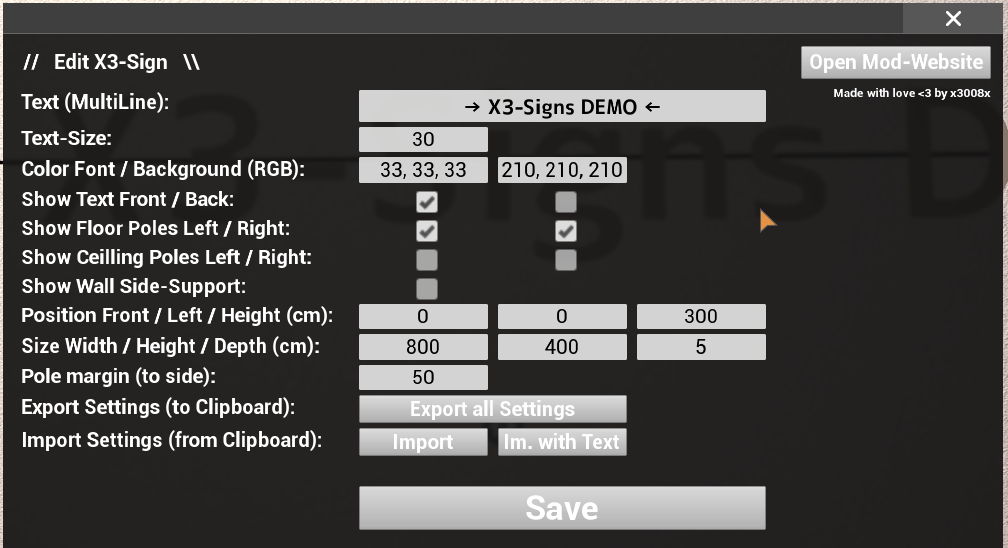 // Edit X3-Sign \\
Open Mod-Website
Made with love <3 by x3008x
Text (MultiLine): → X3-Signs DEMO ←
Text-Size: 30
Color Font / Background (RGB): 33, 33, 33 210, 210, 210
Show Text Front / Back:
Show Floor Poles Left / Right:
Show Ceilling Poles Left / Right:
Show Wall Side-Support:
Position Front / Left / Height (cm): 0 0 300
Size Width / Height / Depth (cm): 800 400 5
Pole margin (to side): 50
Export Settings (to Clipboard): Export all Settings
Import Settings (from Clipboard): Import Im. with Text
Save
X3-Signs D